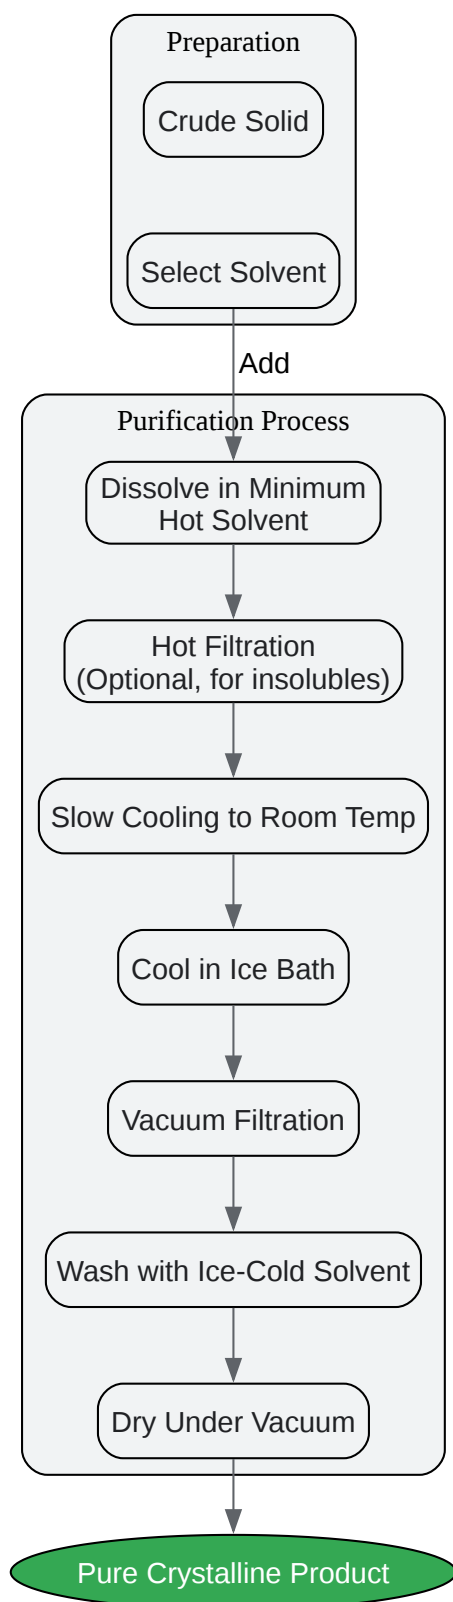 Preparation
Crude Solid
Select Solvent
Add
Purification Process
Dissolve in Minimum
Hot Solvent
Hot Filtration
(Optional, for insolubles)
Slow Cooling to Room Temp
Cool in Ice Bath
Vacuum Filtration
Wash with Ice-Cold Solvent
Dry Under Vacuum
Pure Crystalline Product